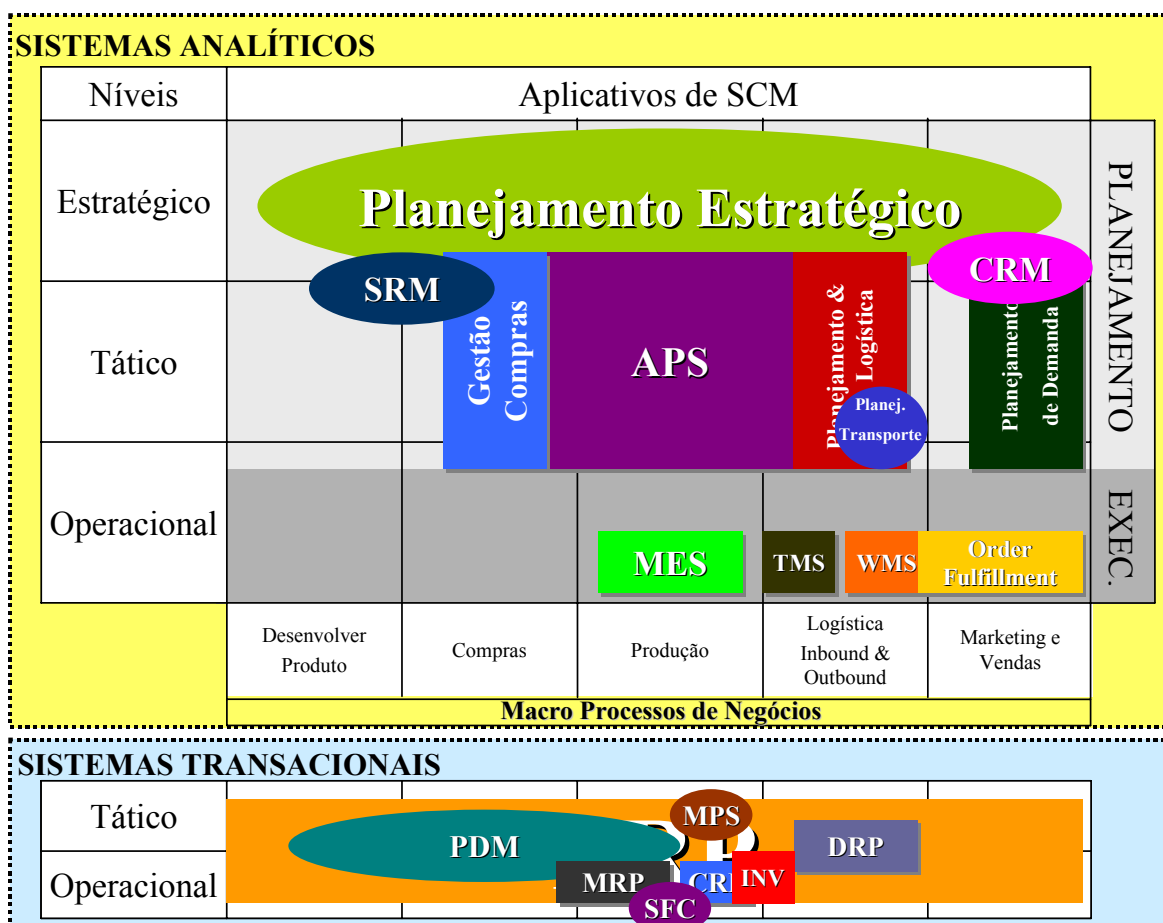 SISTEMAS ANALÍTICOS
Níveis
Aplicativos de SCM
Estratégico
Planejamento Estratégico
PLANEJAMENTO
SRM
CRM
Tático
Gestão
Compras
APS
Planejamento &
Logística
Planej.
Transporte
Planejamento
de Demanda
Operacional
MES
TMS
WMS
Order
Fulfillment
EXEC.
Desenvolver
Produto
Compras
Produção
Logística
Inbound &
Outbound
Marketing e
Vendas
Macro Processos de Negócios
SISTEMAS TRANSACIONAIS
Tático
MPS
PDM
DRP
Operacional
MRP
INV
SFC